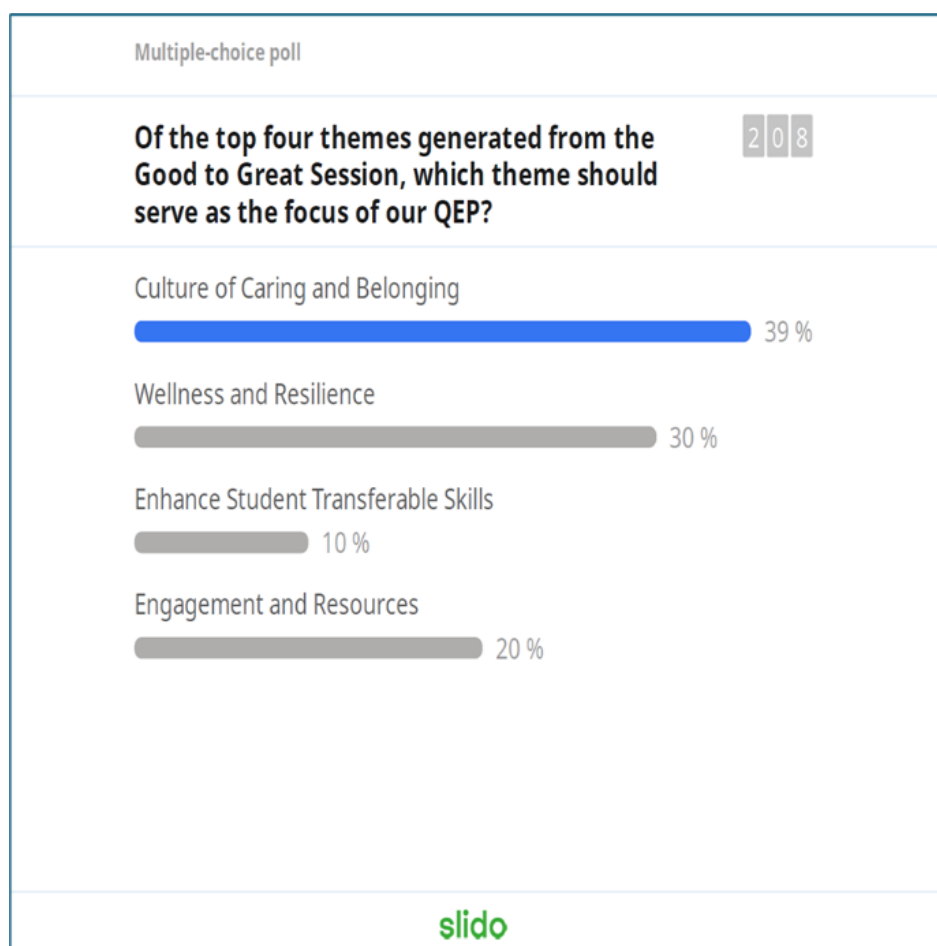 Multiple-choice poll
Of the top four themes generated from the
208
Good to Great Session, which theme should
serve as the focus of our QEP?
Culture of Caring and Belonging
39 %
Wellness and Resilience
30 %
Enhance Student Transferable Skills
10 %
Engagement and Resources
20 %
slido